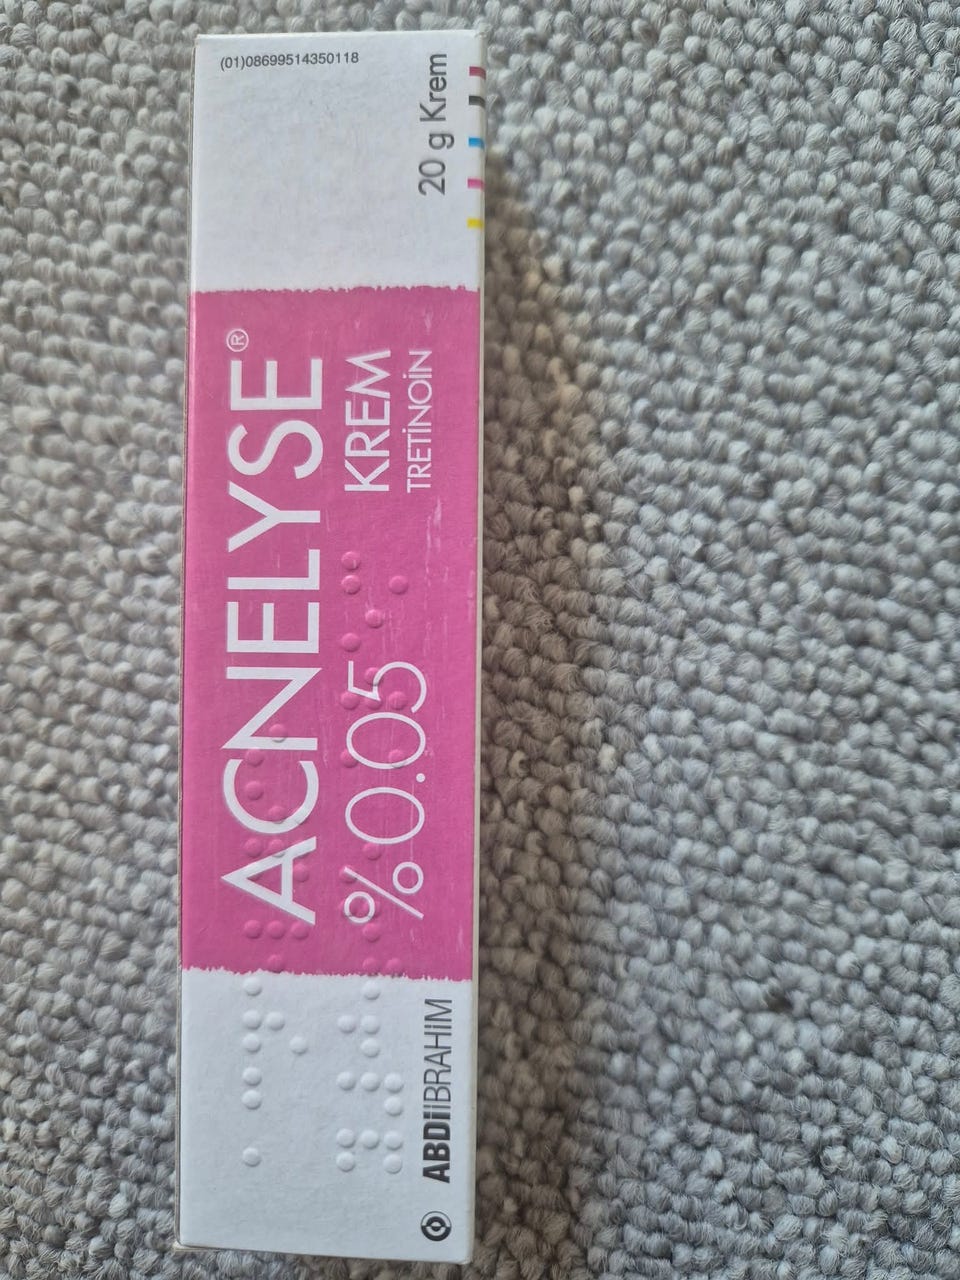 (01)08699514350118
20 g Krem
ACNELYSE®
%0.05 KREM
TRETİNOİN
ABDİİBRAHİM